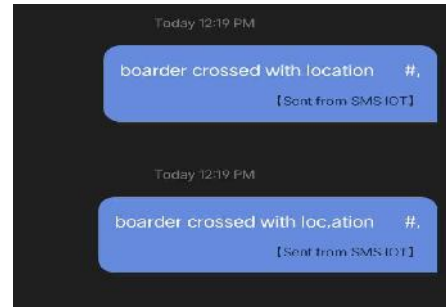 Today 12:19 PM
boarder crossed with location #,
【Sent from SMS IOT】
Today 12:19 PM
boarder crossed with loc,ation #,
【Sent from SMS IOT】